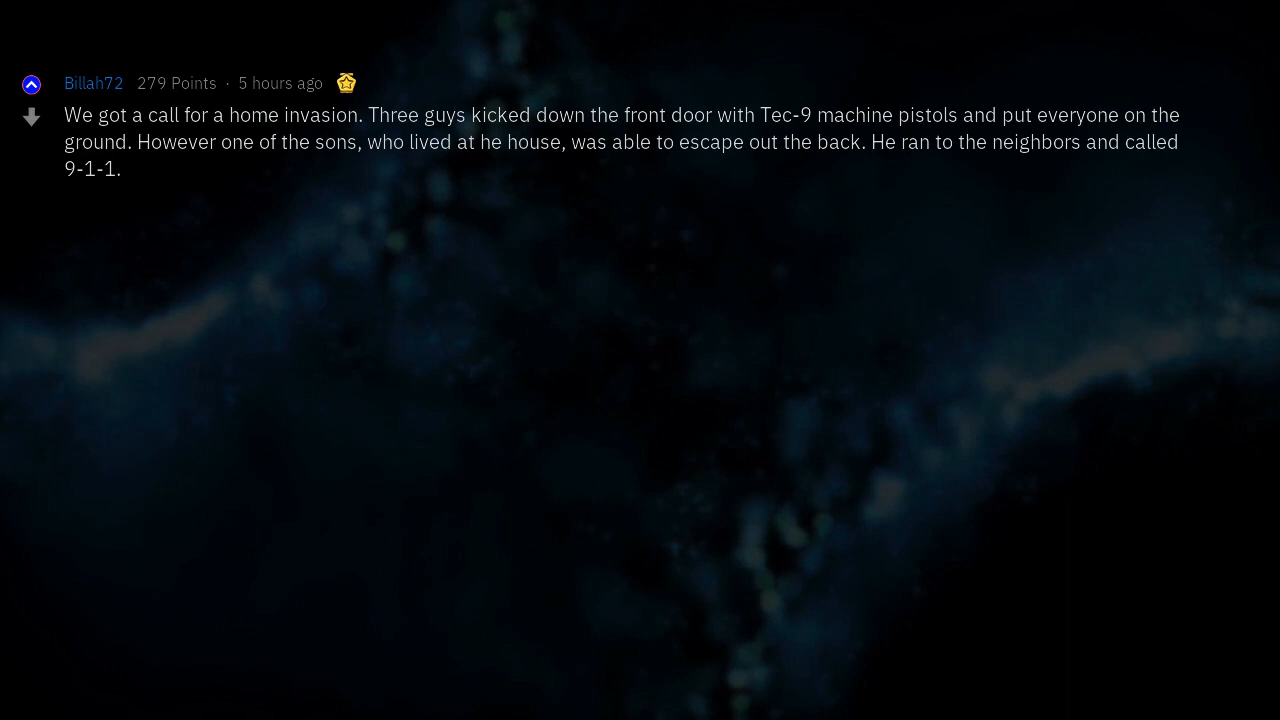 Billah72 279 Points · 5 hours ago
We got a call for a home invasion. Three guys kicked down the front door with Tec-9 machine pistols and put everyone on the
ground. However one of the sons, who lived at he house, was able to escape out the back. He ran to the neighbors and called
9-1-1.